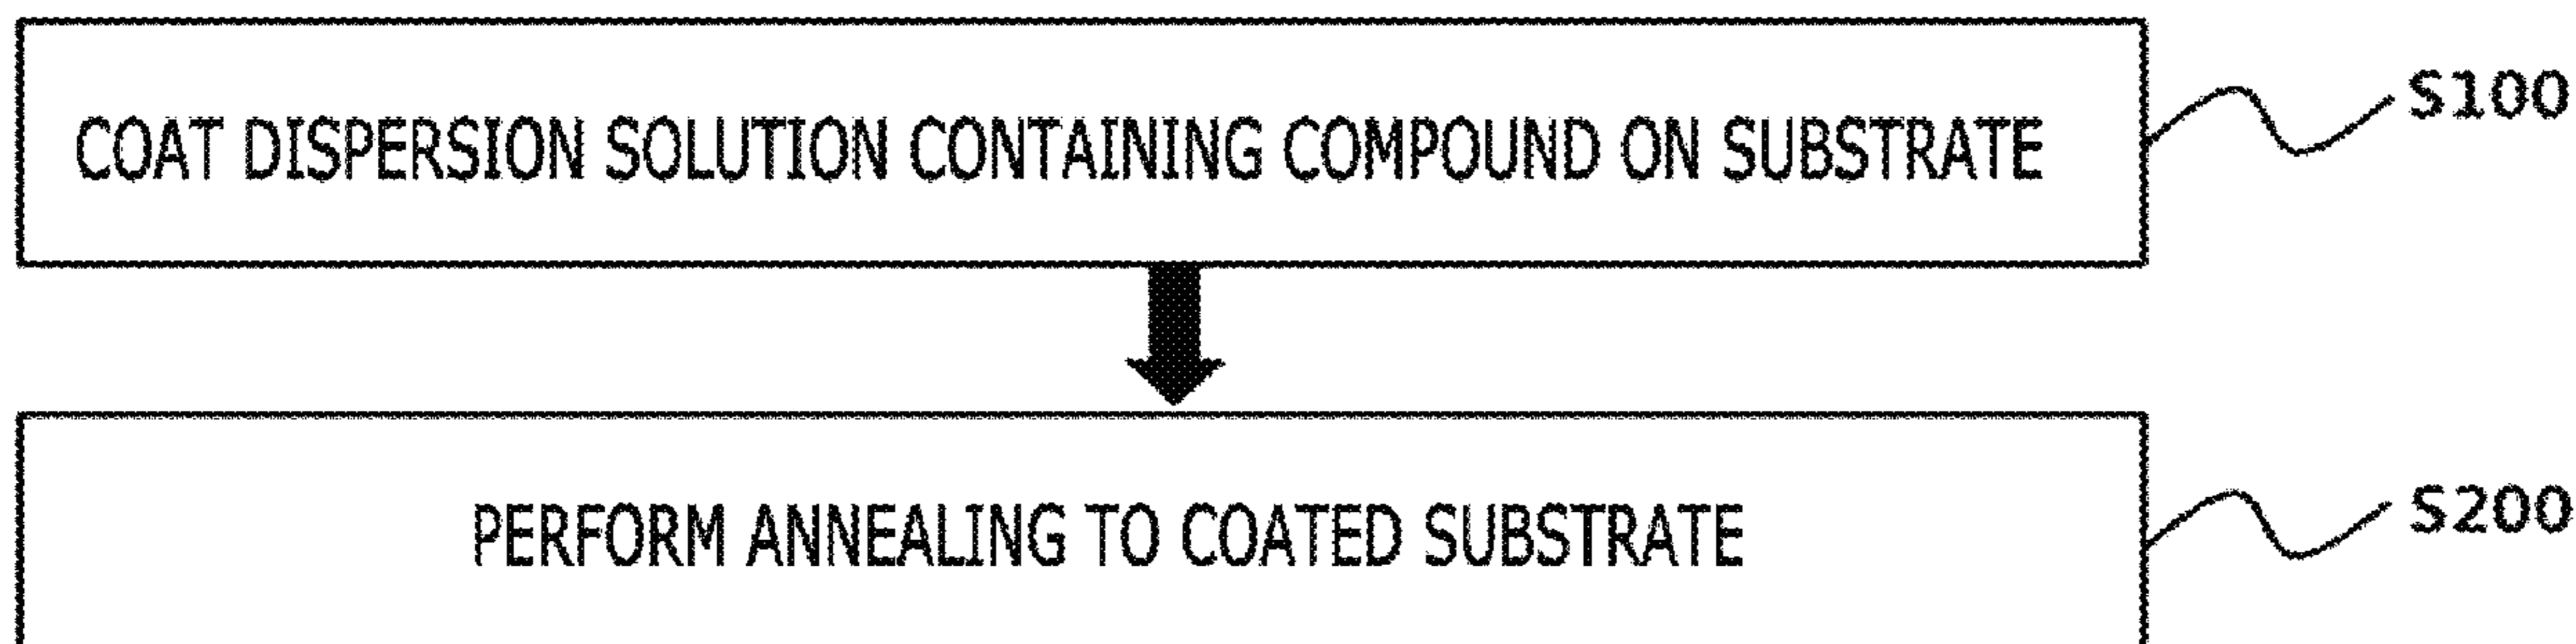 COAT DISPERSION SOLUTION CONTAINING COMPOUND ON SUBSTRATE
S100
PERFORM ANNEALING TO COATED SUBSTRATE
S200